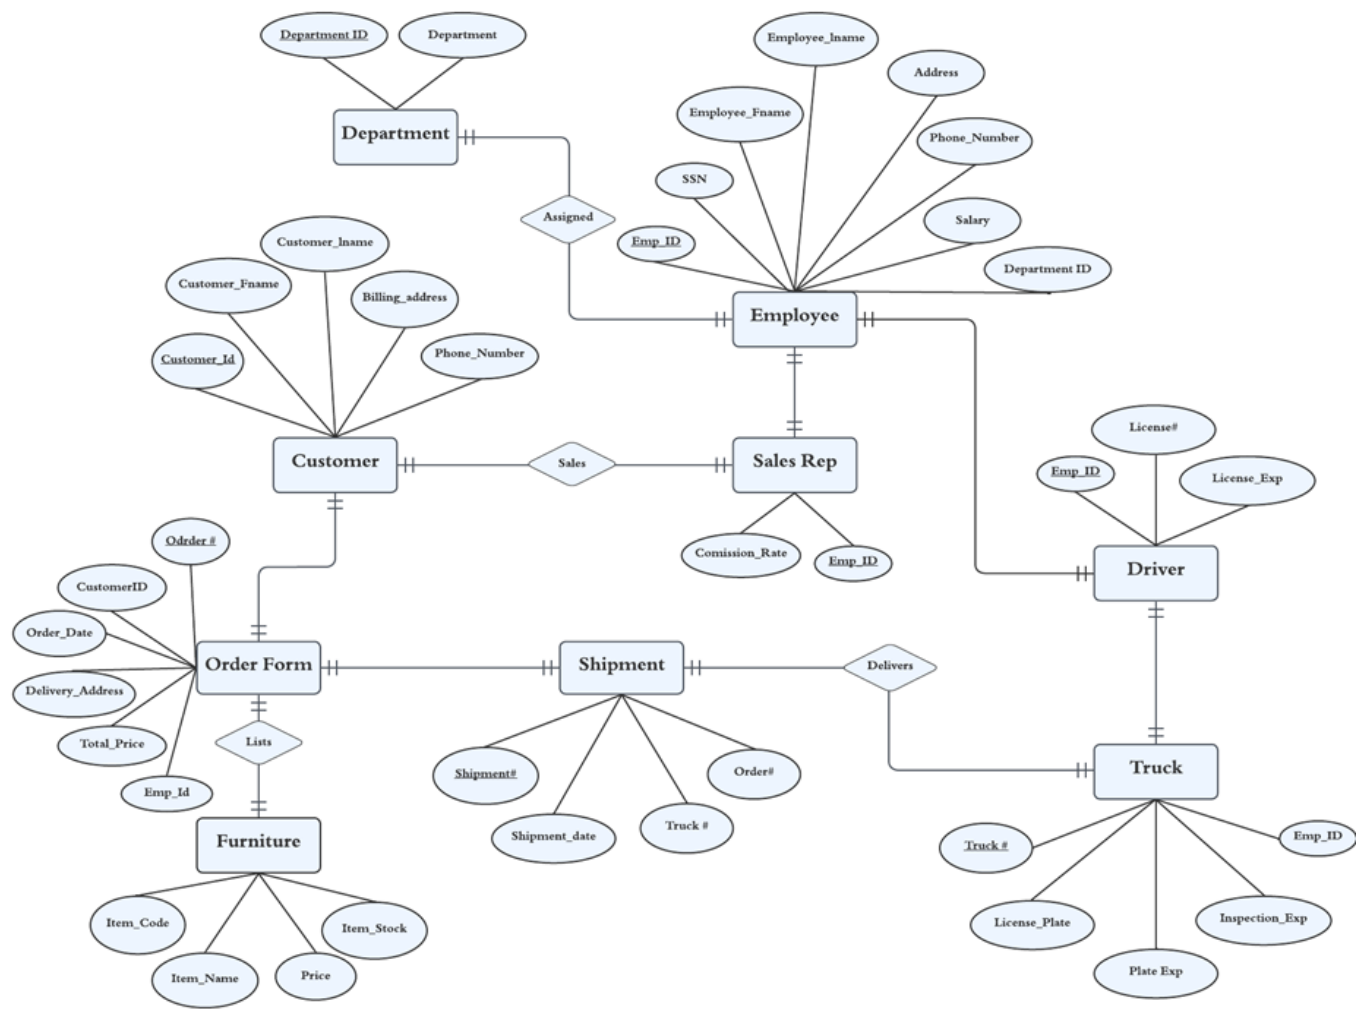 Department ID
Department
Employee_lname
Address
Employee_Fname
Phone_Number
Department
SSN
Assigned
Salary
Emp_ID
Customer_lname
Department ID
Customer_Fname
Billing_address
Employee
Customer_Id
Phone_Number
License#
Customer
Sales
Sales Rep
Emp_ID
License_Exp
Odrder #
Comission_Rate
Emp_ID
Driver
CustomerID
Order_Date
Order Form
Shipment
Delivers
Delivery_Address
Total_Price
Lists
Emp_Id
Shipment#
Order#
Truck
Shipment_date
Truck #
Furniture
Truck #
Emp_ID
Item_Code
Item_Stock
License_Plate
Inspection_Exp
Item_Name
Price
Plate Exp